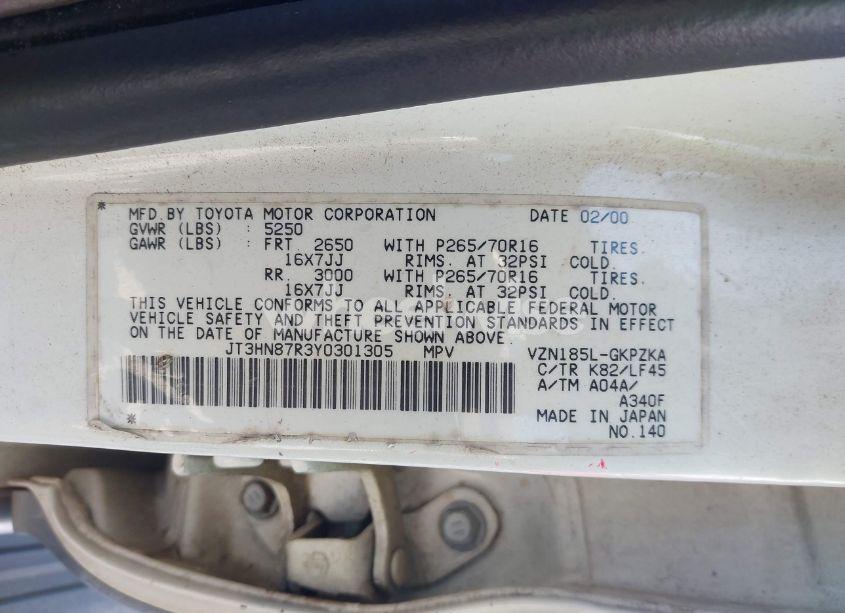 MFD.BY TOYOTA MOTOR CORPORATION DATE 02/00
GVWR (LBS) : 5250
GAWR (LBS) : FRT. 2650 WITH P265/70R16 TIRES.
16X7JJ RIMS. AT 32PSI COLD.
RR. 3000 WITH P265/70R16 TIRES.
16X7JJ RIMS. AT 32PSI COLD.
THIS VEHICLE CONFORMS TO ALL APPLICABLE FEDERAL MOTOR
VEHICLE SAFETY AND THEFT PREVENTION STANDARDS IN EFFECT
ON THE DATE OF MANUFACTURE SHOWN ABOVE.
JT3HN87R3Y0301305 MPV VZN185L-GKPZKA
C/TR K82/LF45
A/TM A04A/
A340F
MADE IN JAPAN
NO.140